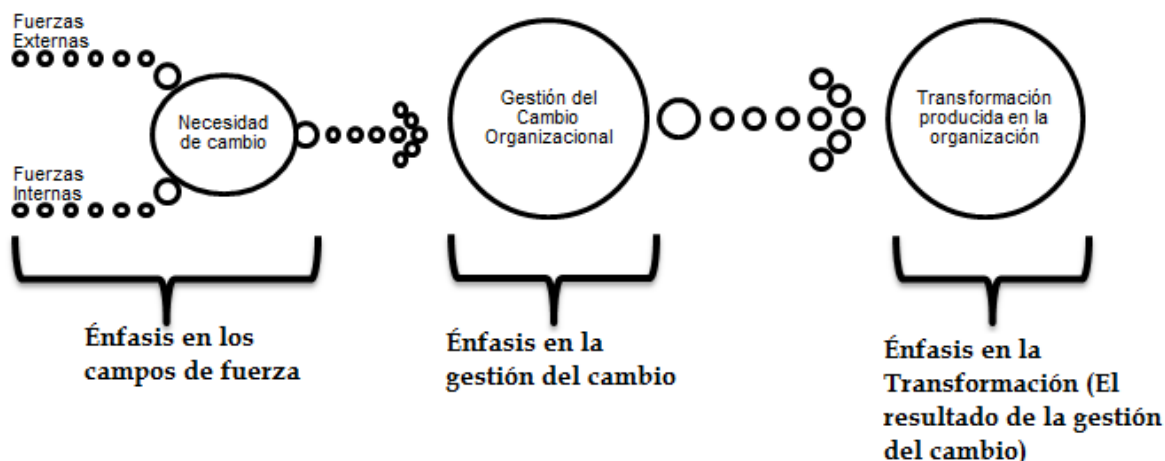 Fuerzas
Externas
Necesidad
de cambio
Fuerzas
Internas
Gestión del
Cambio
Organizacional
Transformación
producida en la
organización
Énfasis en los
campos de fuerza
Énfasis en la
gestión del cambio
Énfasis en la
Transformación (El
resultado de la gestión
del cambio)